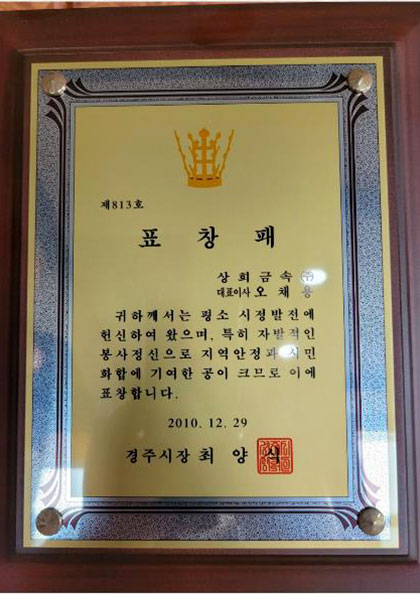 제813호
표 창 패
상희금속㈜
대표이사 오 채 용
귀하께서는 평소 시정발전에
헌신하여 왔으며, 특히 자발적인
봉사정신으로 지역안정과 시민
화합에 기여한 공이 크므로 이에
표창합니다.
2010. 12. 29
경주시장 최 양 식